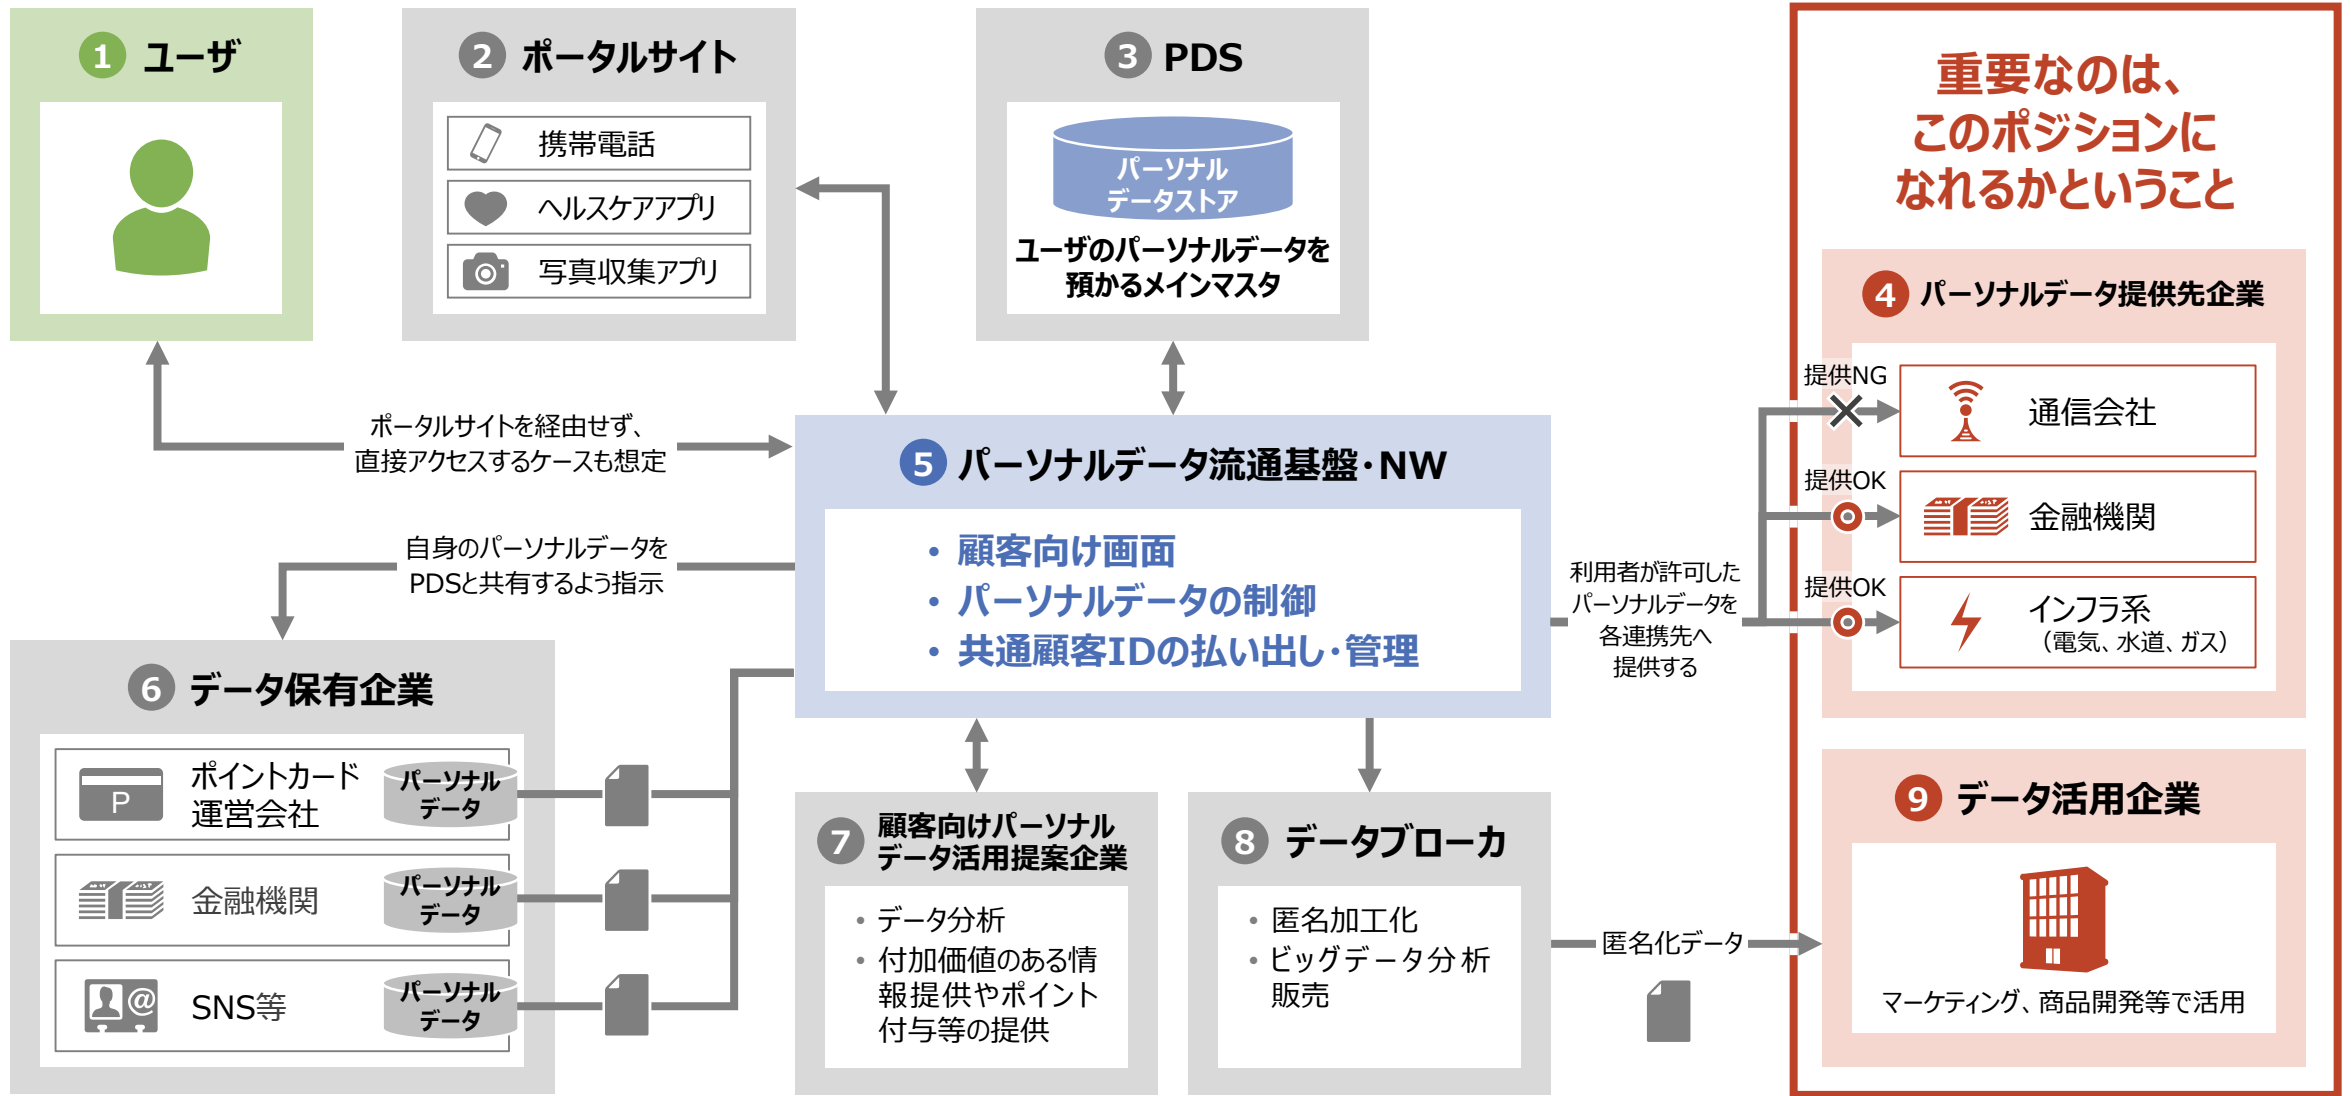 1 ユーザ
2 ポータルサイト
携帯電話
ヘルスケアアプリ
写真収集アプリ
3 PDS
パーソナル
データストア
ユーザのパーソナルデータを
預かるメインマスタ
重要なのは、
このポジションに
なれるかということ
4 パーソナルデータ提供先企業
提供NG
通信会社
提供OK
金融機関
提供OK
インフラ系
（電気、水道、ガス）
ポータルサイトを経由せず、
直接アクセスするケースも想定
5 パーソナルデータ流通基盤・NW
• 顧客向け画面
• パーソナルデータの制御
• 共通顧客IDの払い出し・管理
自身のパーソナルデータを
PDSと共有するよう指示
利用者が許可した
パーソナルデータを
各連携先へ
提供する
6 データ保有企業
P
ポイントカード
運営会社
パーソナル
データ
金融機関
パーソナル
データ
@
SNS等
パーソナル
データ
7 顧客向けパーソナル
データ活用提案企業
• データ分析
• 付加価値のある情
報提供やポイント
付与等の提供
8 データブローカ
• 匿名加工化
• ビッグデータ分析
販売
匿名化データ
9 データ活用企業
マーケティング、商品開発等で活用